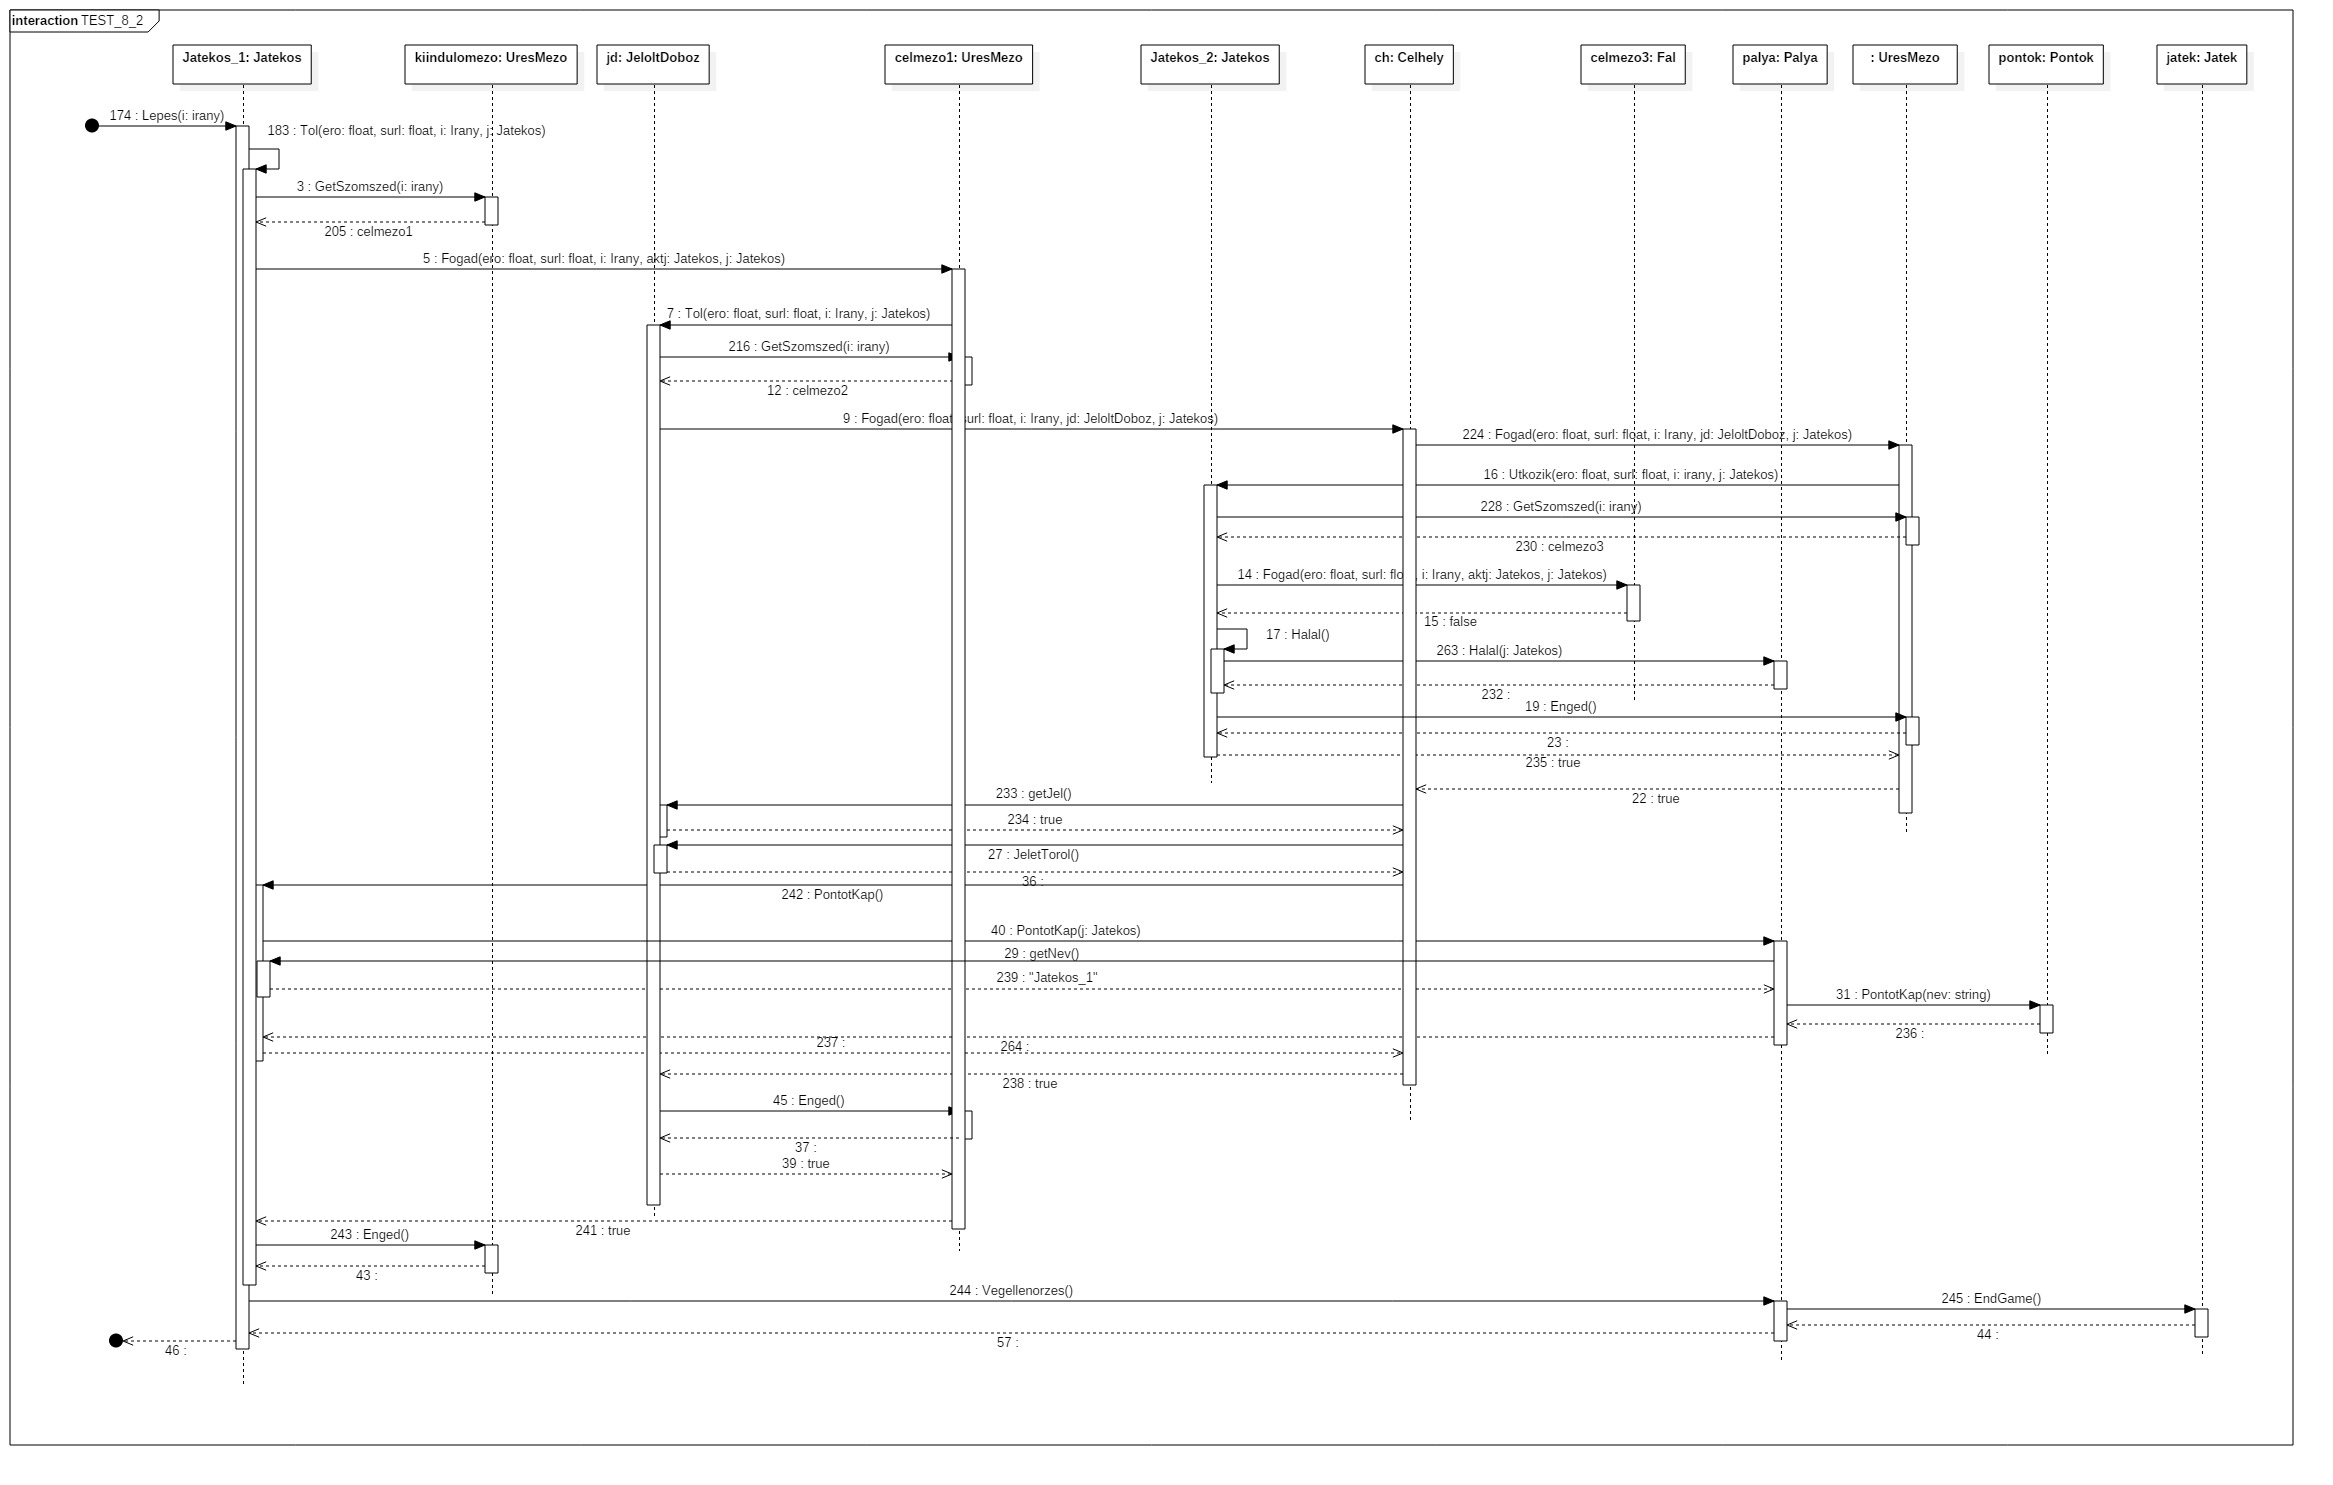 interaction TEST_8_2
Jatekos_1: Jatekos
kiindulomezo: UresMezo
jd: JeloltDoboz
celmezo1: UresMezo
Jatekos_2: Jatekos
ch: Celhely
celmezo3: Fal
palya: Palya
: UresMezo
pontok: Pontok
jatek: Jatek
174 : Lepes(i: irany)
183 : Tol(ero: float, surl: float, i: Irany, j: Jatekos)
3 : GetSzomszed(i: irany)
205 : celmezo1
5 : Fogad(ero: float, surl: float, i: Irany, aktj: Jatekos, j: Jatekos)
7 : Tol(ero: float, surl: float, i: Irany, j: Jatekos)
216 : GetSzomszed(i: irany)
12 : celmezo2
9 : Fogad(ero: float, surl: float, i: Irany, jd: JeloltDoboz, j: Jatekos)
224 : Fogad(ero: float, surl: float, i: Irany, jd: JeloltDoboz, j: Jatekos)
16 : Utkozik(ero: float, surl: float, i: irany, j: Jatekos)
228 : GetSzomszed(i: irany)
230 : celmezo3
14 : Fogad(ero: float, surl: float, i: Irany, aktj: Jatekos, j: Jatekos)
15 : false
17 : Halal()
263 : Halal(j: Jatekos)
232 :
19 : Enged()
23 :
235 : true
233 : getJel()
22 : true
234 : true
27 : JeletTorol()
36 :
242 : PontotKap()
40 : PontotKap(j: Jatekos)
29 : getNev()
239 : "Jatekos_1"
31 : PontotKap(nev: string)
236 :
237 :
264 :
238 : true
45 : Enged()
37 :
39 : true
241 : true
243 : Enged()
43 :
244 : Vegellenorzes()
245 : EndGame()
44 :
57 :
46 :